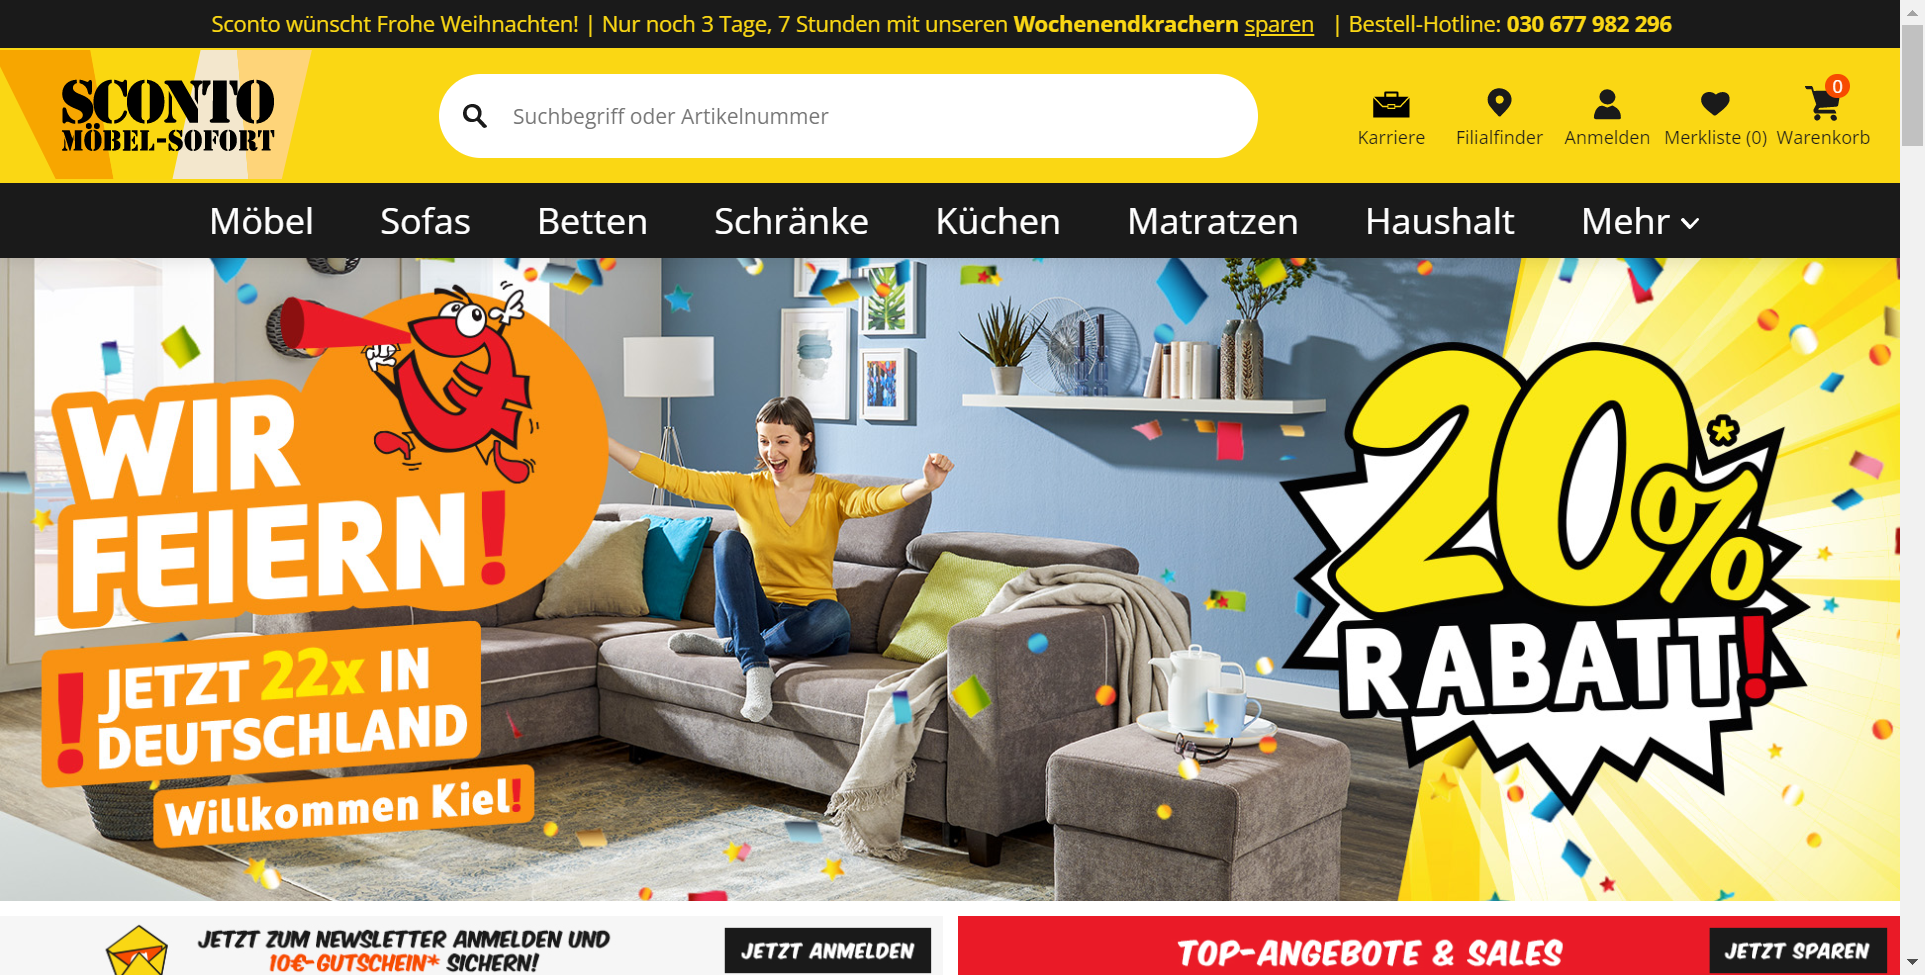 Sconto wünscht Frohe Weihnachten! | Nur noch 3 Tage, 7 Stunden mit unseren Wochenendkrachern sparen | Bestell-Hotline: 030 677 982 296
SCONTO
MÖBEL-SOFORT
Suchbegriff oder Artikelnummer
Karriere
Filialfinder
Anmelden
Merkliste (0)
0
Warenkorb
Möbel
Sofas
Betten
Schränke
Küchen
Matratzen
Haushalt
Mehr
WIR
FEIERN!
! JETZT 22x IN
DEUTSCHLAND
Willkommen Kiel!
20%*
RABATT!
JETZT ZUM NEWSLETTER ANMELDEN UND
10€-GUTSCHEIN* SICHERN!
JETZT ANMELDEN
TOP-ANGEBOTE & SALES
JETZT SPAREN